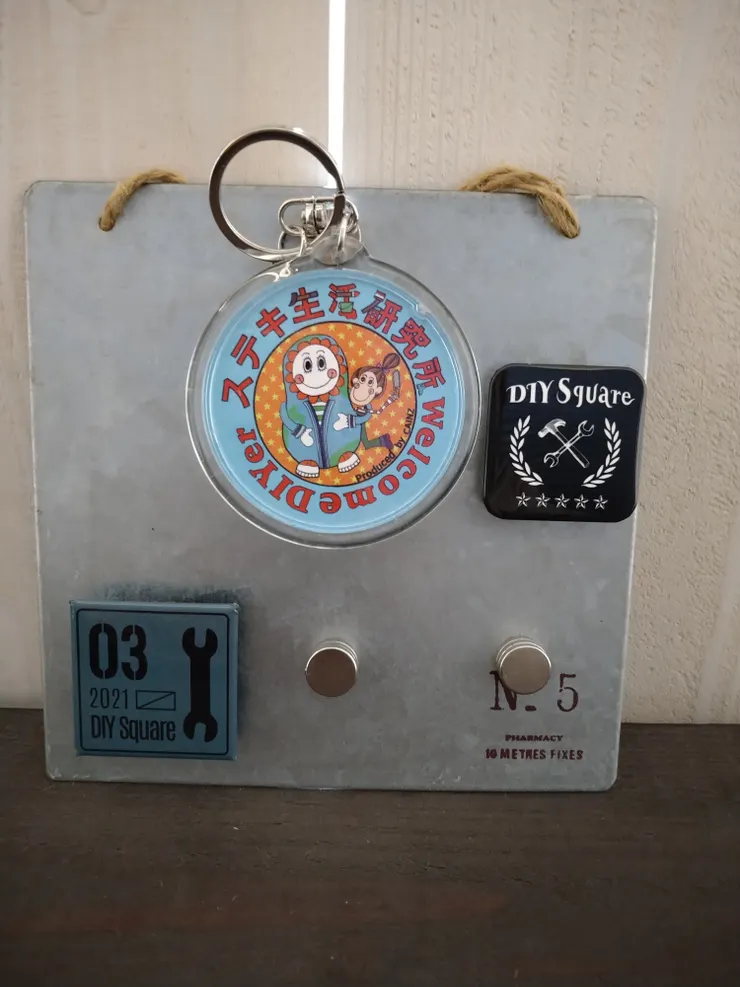 ステキ生活研究所 Welcome DIYer
Produced by CAINZ
DIY Square
03
2021
DIY Square
N. 5
PHARMACY
10 METRES FIXES